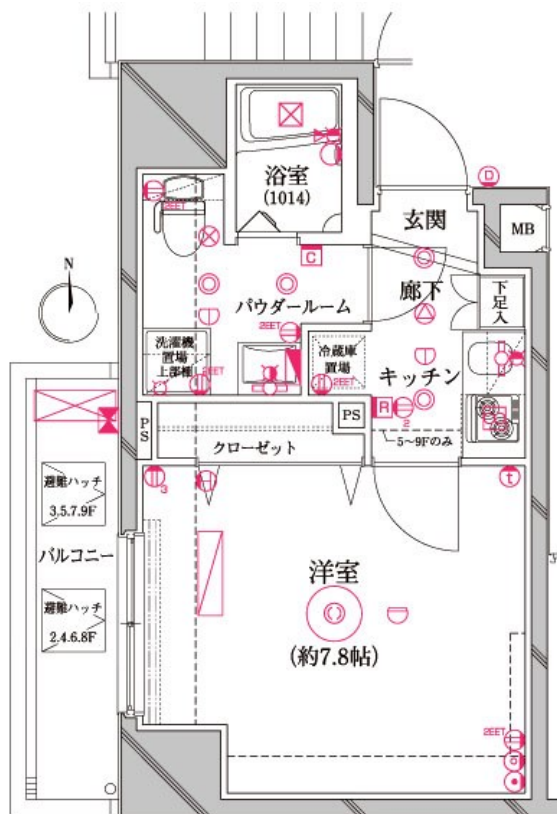 浴室
(1014)
D
玄関
MB
2EET
N
C
廊下
下足入
パウダールーム
2EET
洗濯機
置場
上部棚
冷蔵庫
置場
2EET
2EET
キッチン
R
2
PS
PS
クローゼット
5～9Fのみ
3
H
t
避難ハッチ
3.5.7.9F
バルコニー
避難ハッチ
2.4.6.8F
洋室
(約7.8帖)
2EET